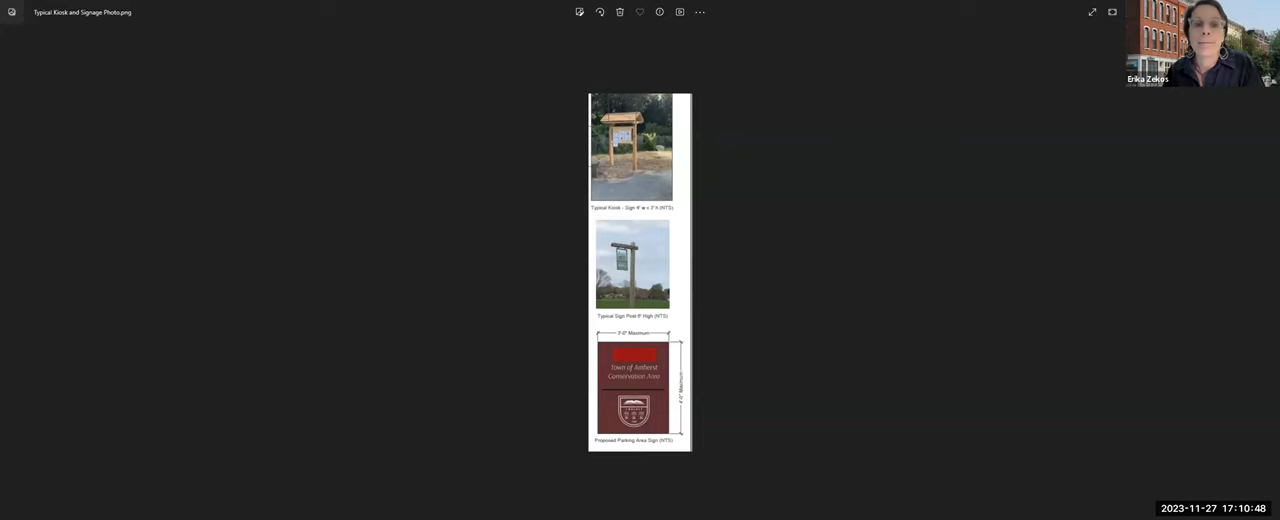 Typical Kiosk and Signage Photo.png
Erika Zekos
Typical Kiosk - Sign 4' w x 3' h (NTS)
Typical Sign Post 6' High (NTS)
3'-0" Maximum
Town of Amherst
Conservation Area
4'-0" Maximum
Proposed Parking Area Sign (NTS)
2023-11-27 17:10:48